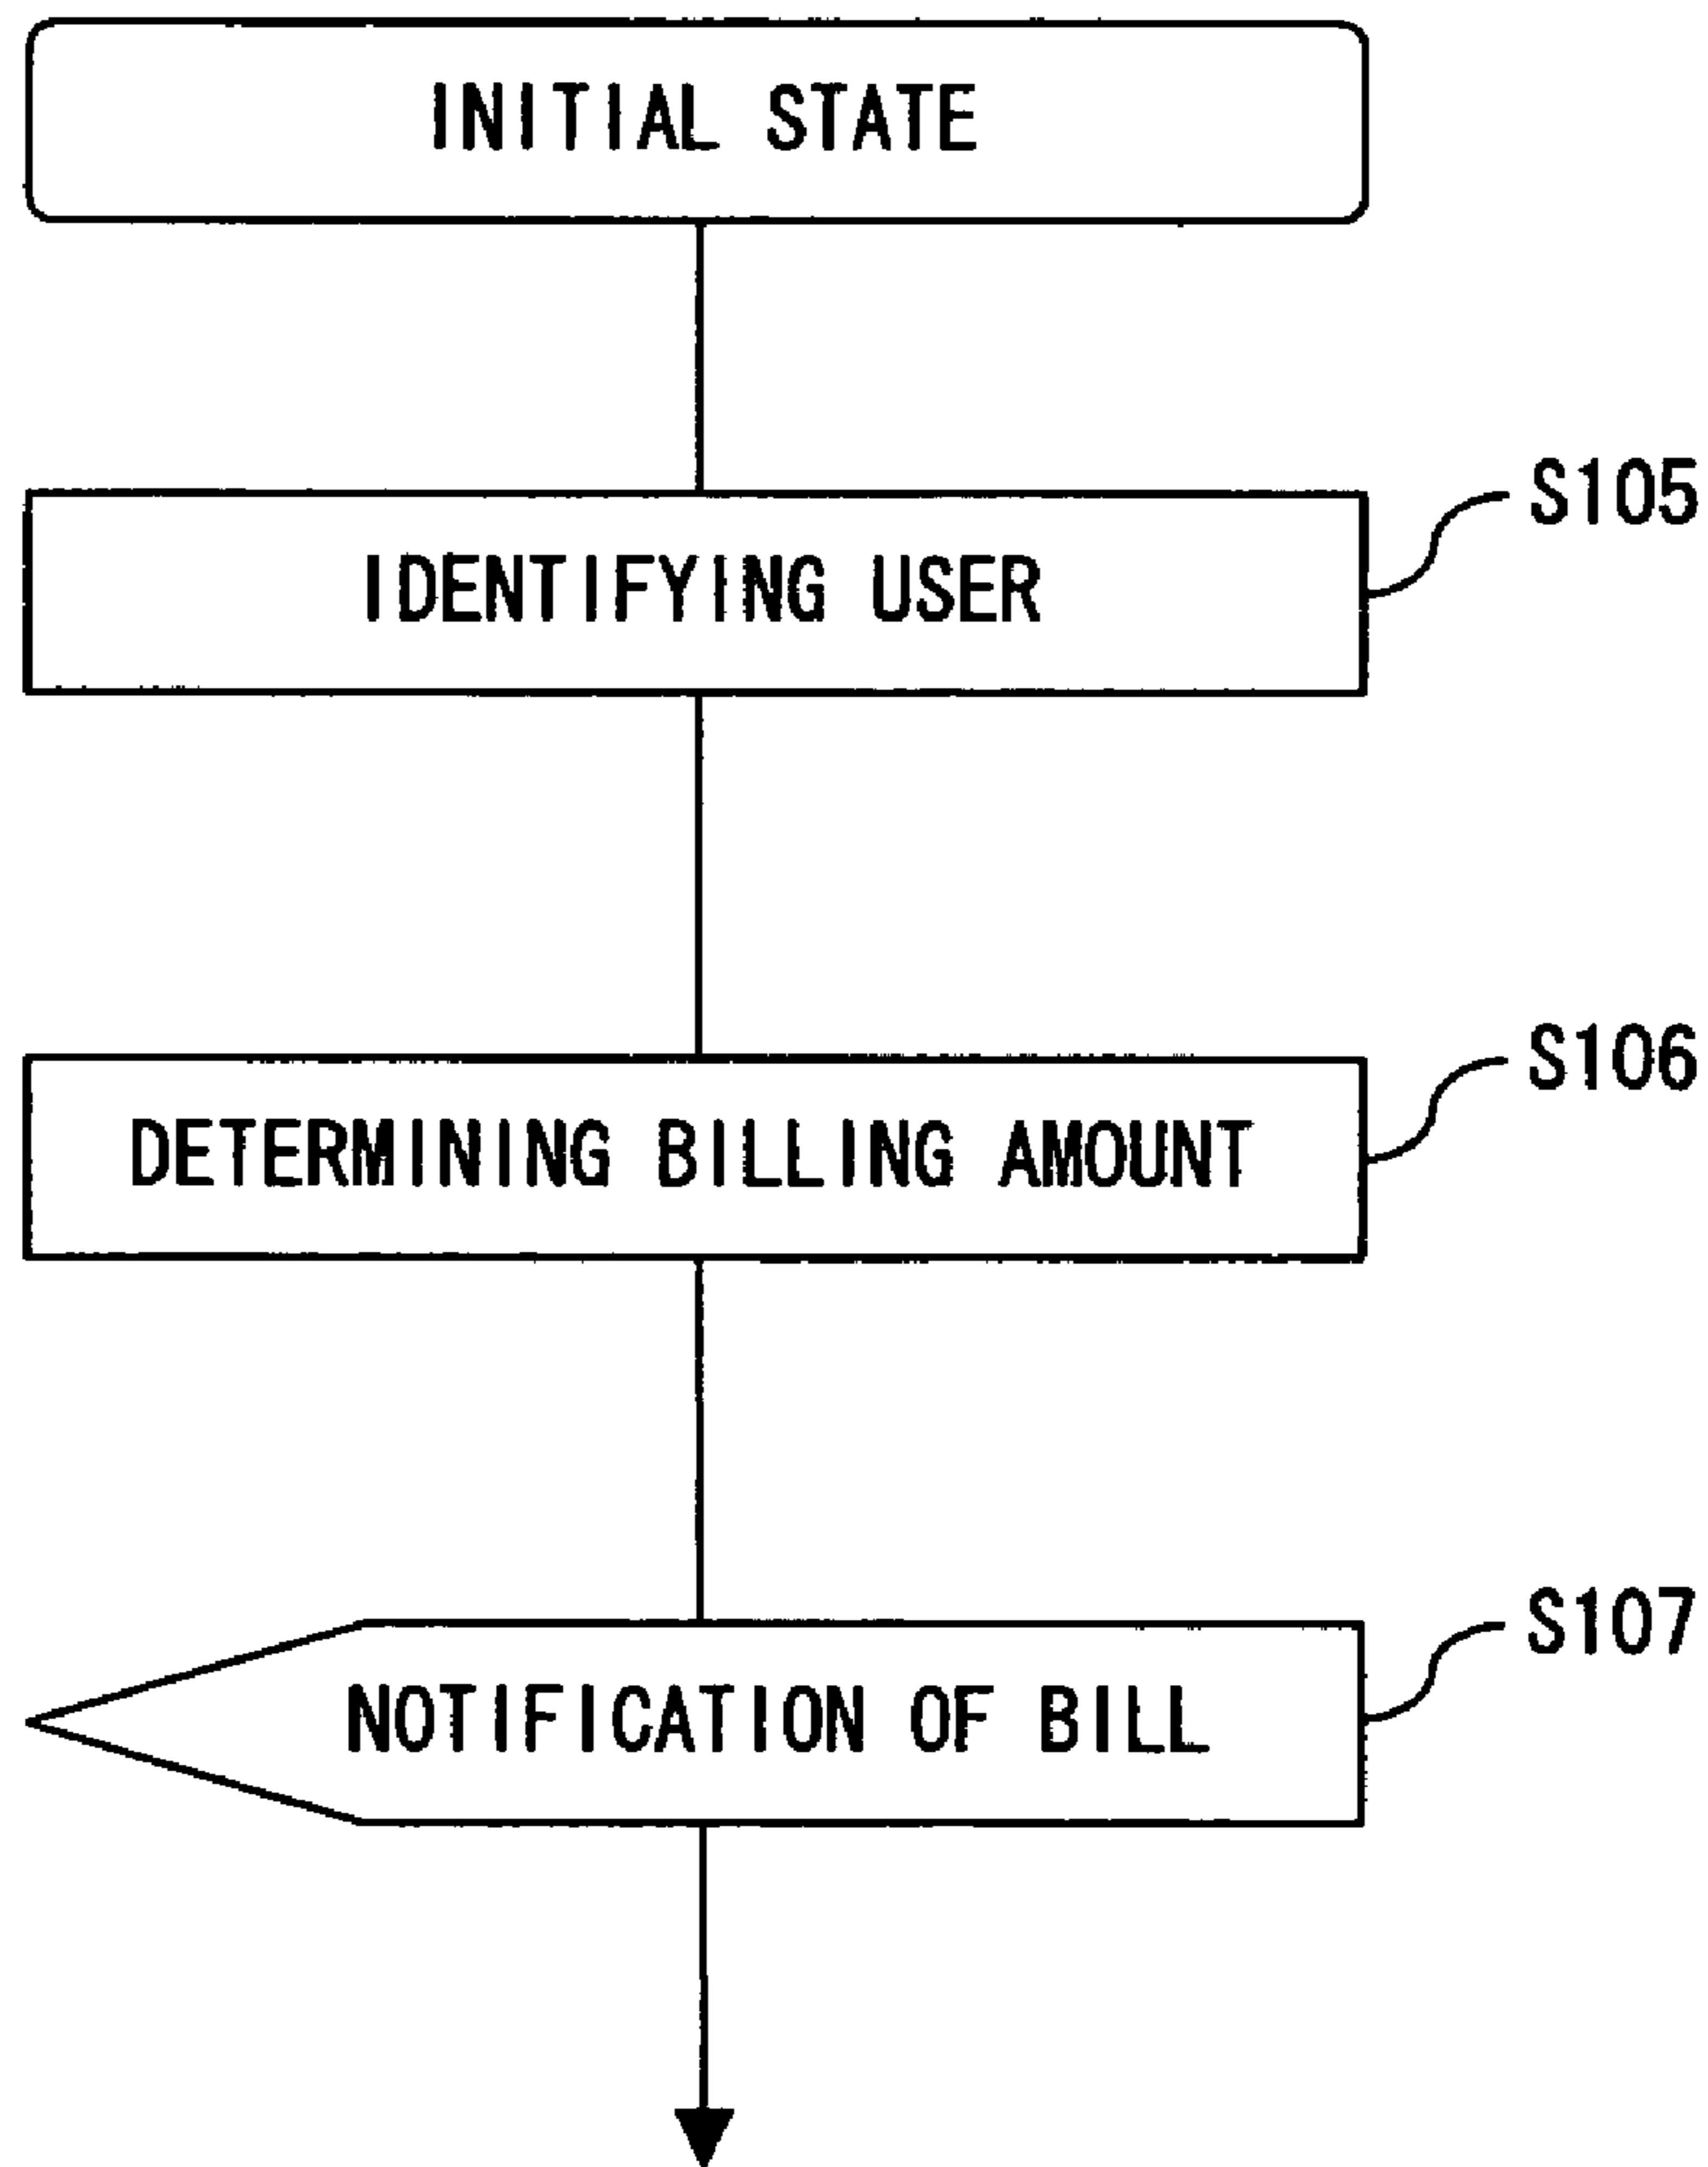 INITIAL STATE
S105
IDENTIFYING USER
S106
DETERMINING BILLING AMOUNT
S107
NOTIFICATION OF BILL